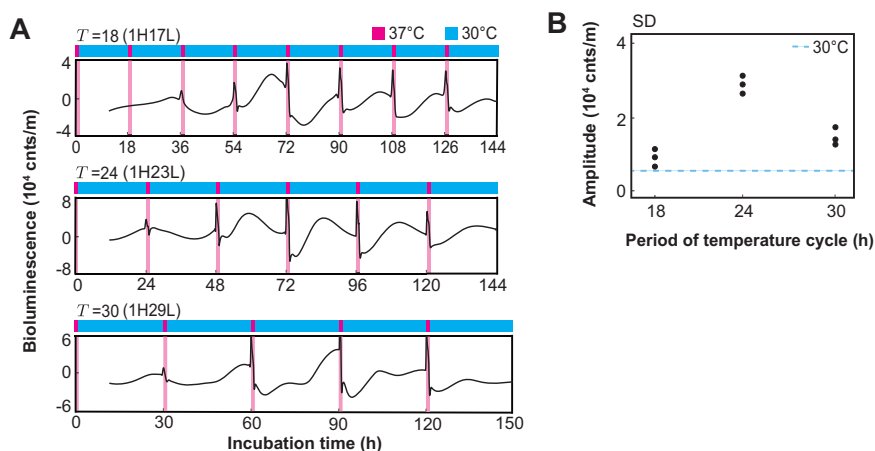 A
T =18 (1H17L)
37°C
30°C
4
0
-4
0 18 36 54 72 90 108 126 144
T =24 (1H23L)
8
0
-8
0 24 48 72 96 120 144
T =30 (1H29L)
6
0
-6
0 30 60 90 120 150
Bioluminescence (10⁴ cnts/m)
Incubation time (h)
B
SD
30°C
4
2
0
18 24 30
Amplitude (10⁴ cnts/m)
Period of temperature cycle (h)